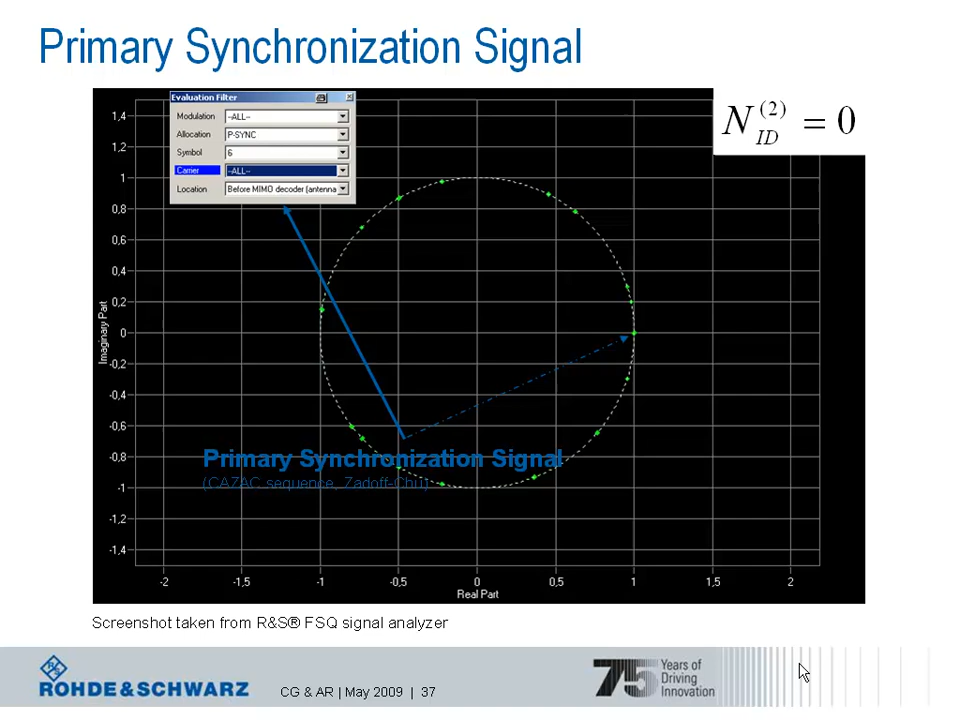 Primary Synchronization Signal
Evaluation Filter
Modulation --ALL--
Allocation P-SYNC
Symbol 6
Carrier --ALL--
Location Before MIMO decoder (antenna
N ID (2) = 0
1,4
1,2
1
0,8
0,6
0,4
0,2
0
-0,2
-0,4
-0,6
-0,8
-1
-1,2
-1,4
Imaginary Part
Primary Synchronization Signal
(CAZAC sequence, Zadoff-Chu)
-2 -1,5 -1 -0,5 0 0,5 1 1,5 2
Real Part
Screenshot taken from R&S® FSQ signal analyzer
R&S
ROHDE & SCHWARZ
CG & AR | May 2009 | 37
75 Years of
Driving
Innovation